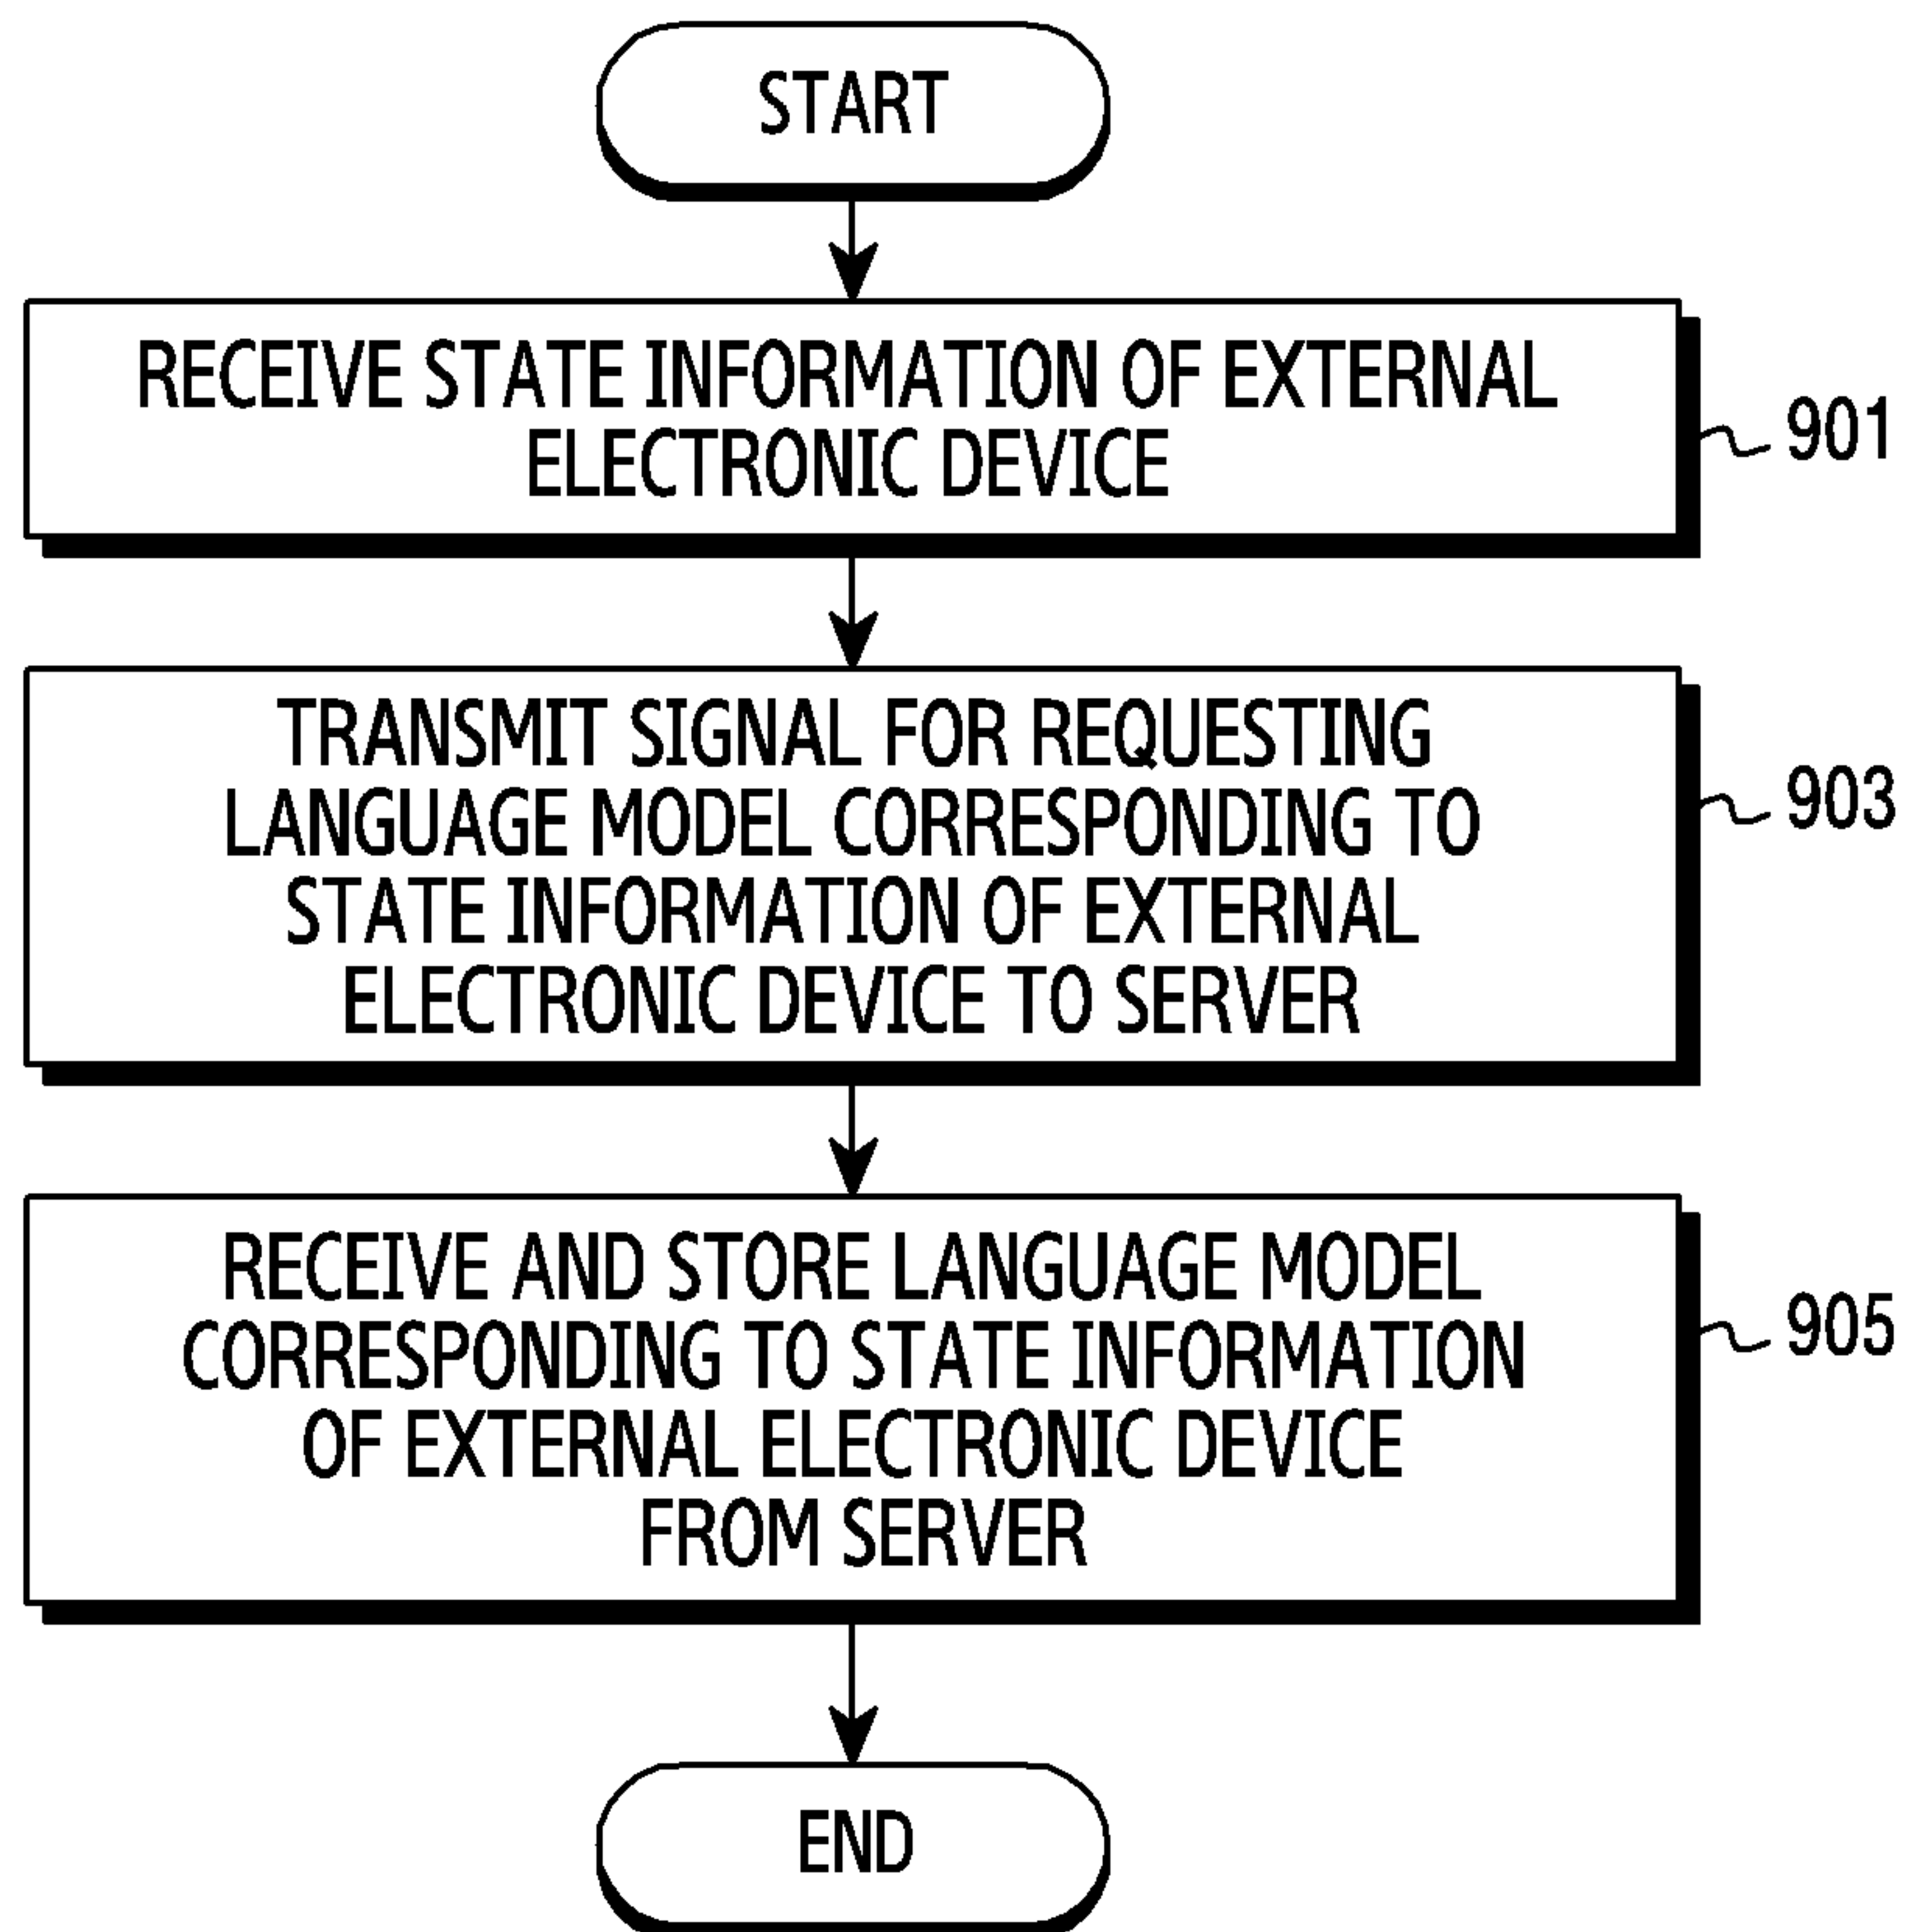 START
RECEIVE STATE INFORMATION OF EXTERNAL
ELECTRONIC DEVICE
901
TRANSMIT SIGNAL FOR REQUESTING
LANGUAGE MODEL CORRESPONDING TO
STATE INFORMATION OF EXTERNAL
ELECTRONIC DEVICE TO SERVER
903
RECEIVE AND STORE LANGUAGE MODEL
CORRESPONDING TO STATE INFORMATION
OF EXTERNAL ELECTRONIC DEVICE
FROM SERVER
905
END